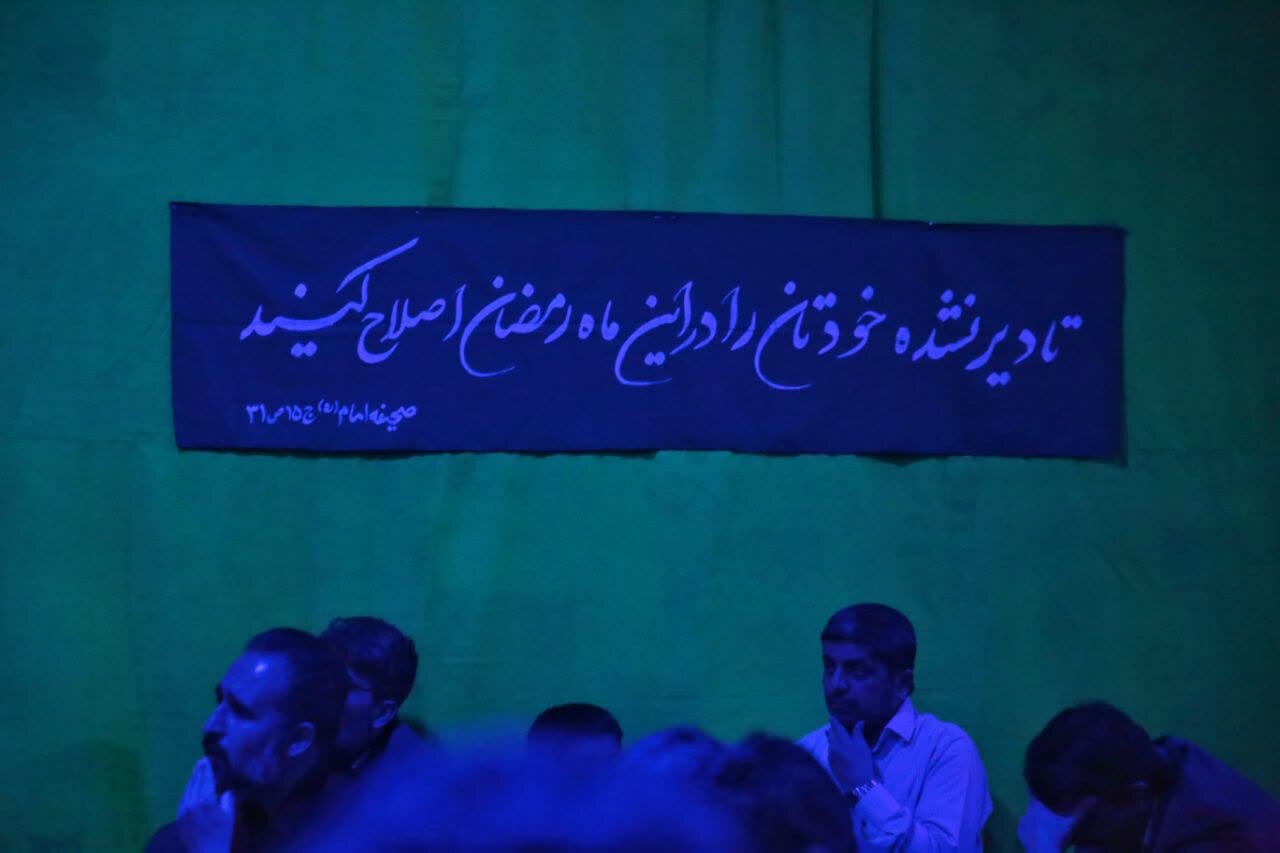 تا دیر نشده خودتان را در این ماه رمضان اصلاح کنید
صحیفه امام (ره) ج ۱۵ ص ۳۱